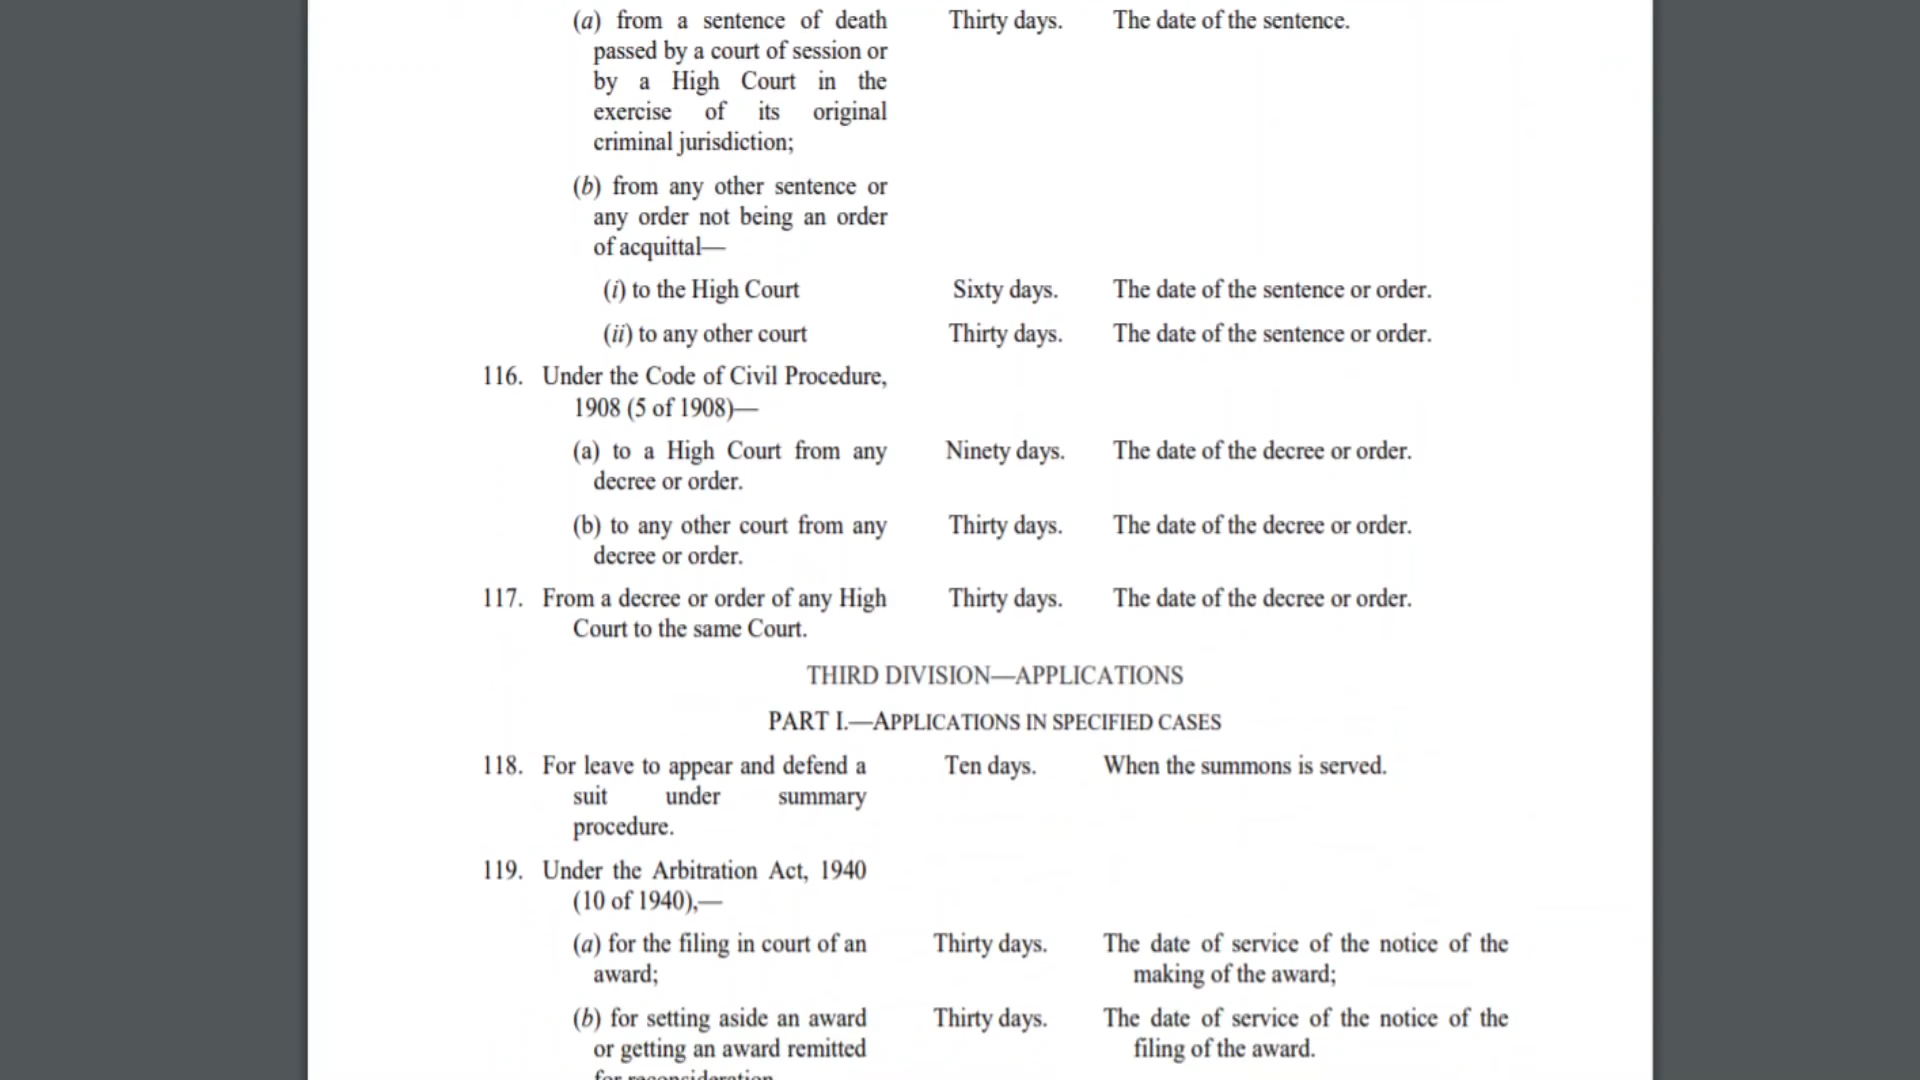 (a) from a sentence of death Thirty days. The date of the sentence.
passed by a court of session or
by a High Court in the
exercise of its original
criminal jurisdiction;
(b) from any other sentence or
any order not being an order
of acquittal—
(i) to the High Court Sixty days. The date of the sentence or order.
(ii) to any other court Thirty days. The date of the sentence or order.
116. Under the Code of Civil Procedure,
1908 (5 of 1908)—
(a) to a High Court from any Ninety days. The date of the decree or order.
decree or order.
(b) to any other court from any Thirty days. The date of the decree or order.
decree or order.
117. From a decree or order of any High Thirty days. The date of the decree or order.
Court to the same Court.
THIRD DIVISION—APPLICATIONS
PART I.—APPLICATIONS IN SPECIFIED CASES
118. For leave to appear and defend a Ten days. When the summons is served.
suit under summary
procedure.
119. Under the Arbitration Act, 1940
(10 of 1940),—
(a) for the filing in court of an Thirty days. The date of service of the notice of the
award; making of the award;
(b) for setting aside an award Thirty days. The date of service of the notice of the
or getting an award remitted filing of the award.
for reconsideration